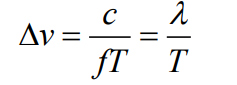 Δv = c/fT = λ/T